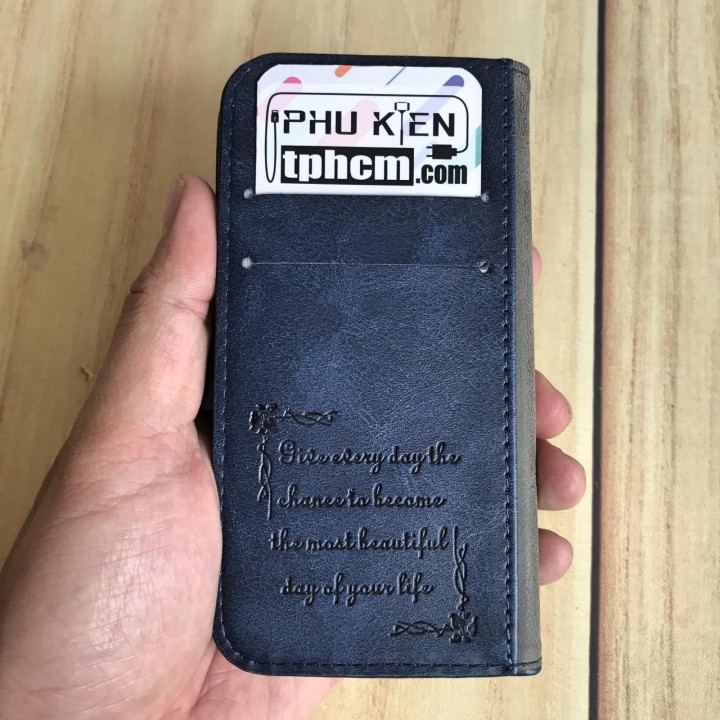 PHU KIEN
tphcm.com
Give every day the
chance to become
the most beautiful
day of your life